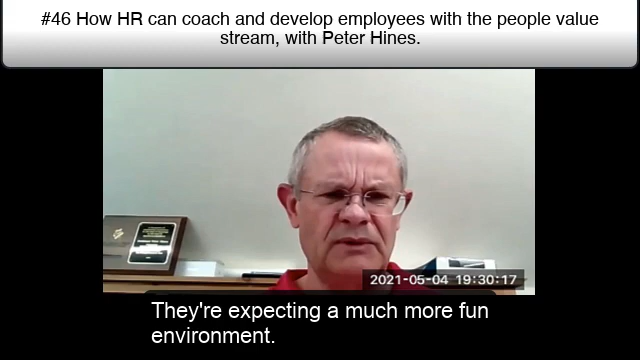 #46 How HR can coach and develop employees with the people value
stream, with Peter Hines.
2021-05-04 19:30:17
They're expecting a much more fun
environment.